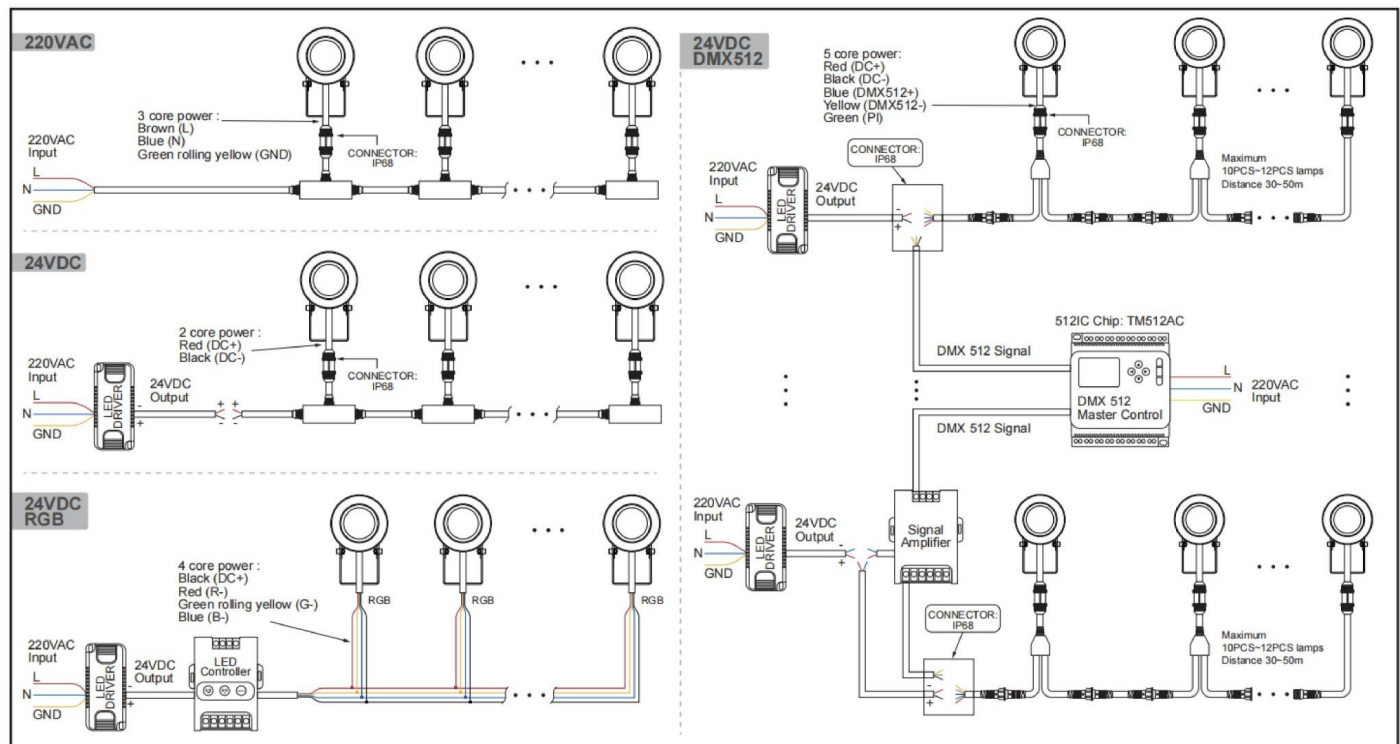 220VAC
3 core power :
Brown (L)
Blue (N)
Green rolling yellow (GND)
CONNECTOR:
IP68
220VAC
Input
L
N
GND
24VDC
2 core power :
Red (DC+)
Black (DC-)
CONNECTOR:
IP68
220VAC
Input
L
N
GND
LED
DRIVER
24VDC
Output
-
+
+ +
- -
24VDC
RGB
4 core power :
Black (DC+)
Red (R-)
Green rolling yellow (G-)
Blue (B-)
RGB
RGB
RGB
220VAC
Input
L
N
GND
LED
DRIVER
24VDC
Output
-
+
LED
Controller
24VDC
DMX512
5 core power:
Red (DC+)
Black (DC-)
Blue (DMX512+)
Yellow (DMX512-)
Green (PI)
CONNECTOR:
IP68
CONNECTOR:
IP68
220VAC
Input
L
N
GND
LED
DRIVER
24VDC
Output
-
+
Maximum
10PCS~12PCS lamps
Distance 30~50m
512IC Chip: TM512AC
DMX 512 Signal
DMX 512
Master Control
L
N
GND
220VAC
Input
DMX 512 Signal
220VAC
Input
L
N
GND
LED
DRIVER
24VDC
Output
-
+
Signal
Amplifier
CONNECTOR:
IP68
-
+
Maximum
10PCS~12PCS lamps
Distance 30~50m